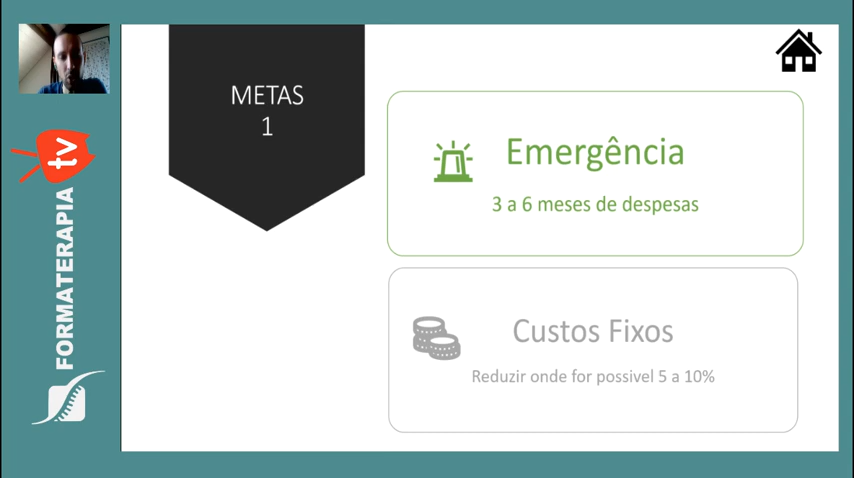 METAS
1
Emergência
3 a 6 meses de despesas
Custos Fixos
Reduzir onde for possivel 5 a 10%
FORMATERAPIA
tv